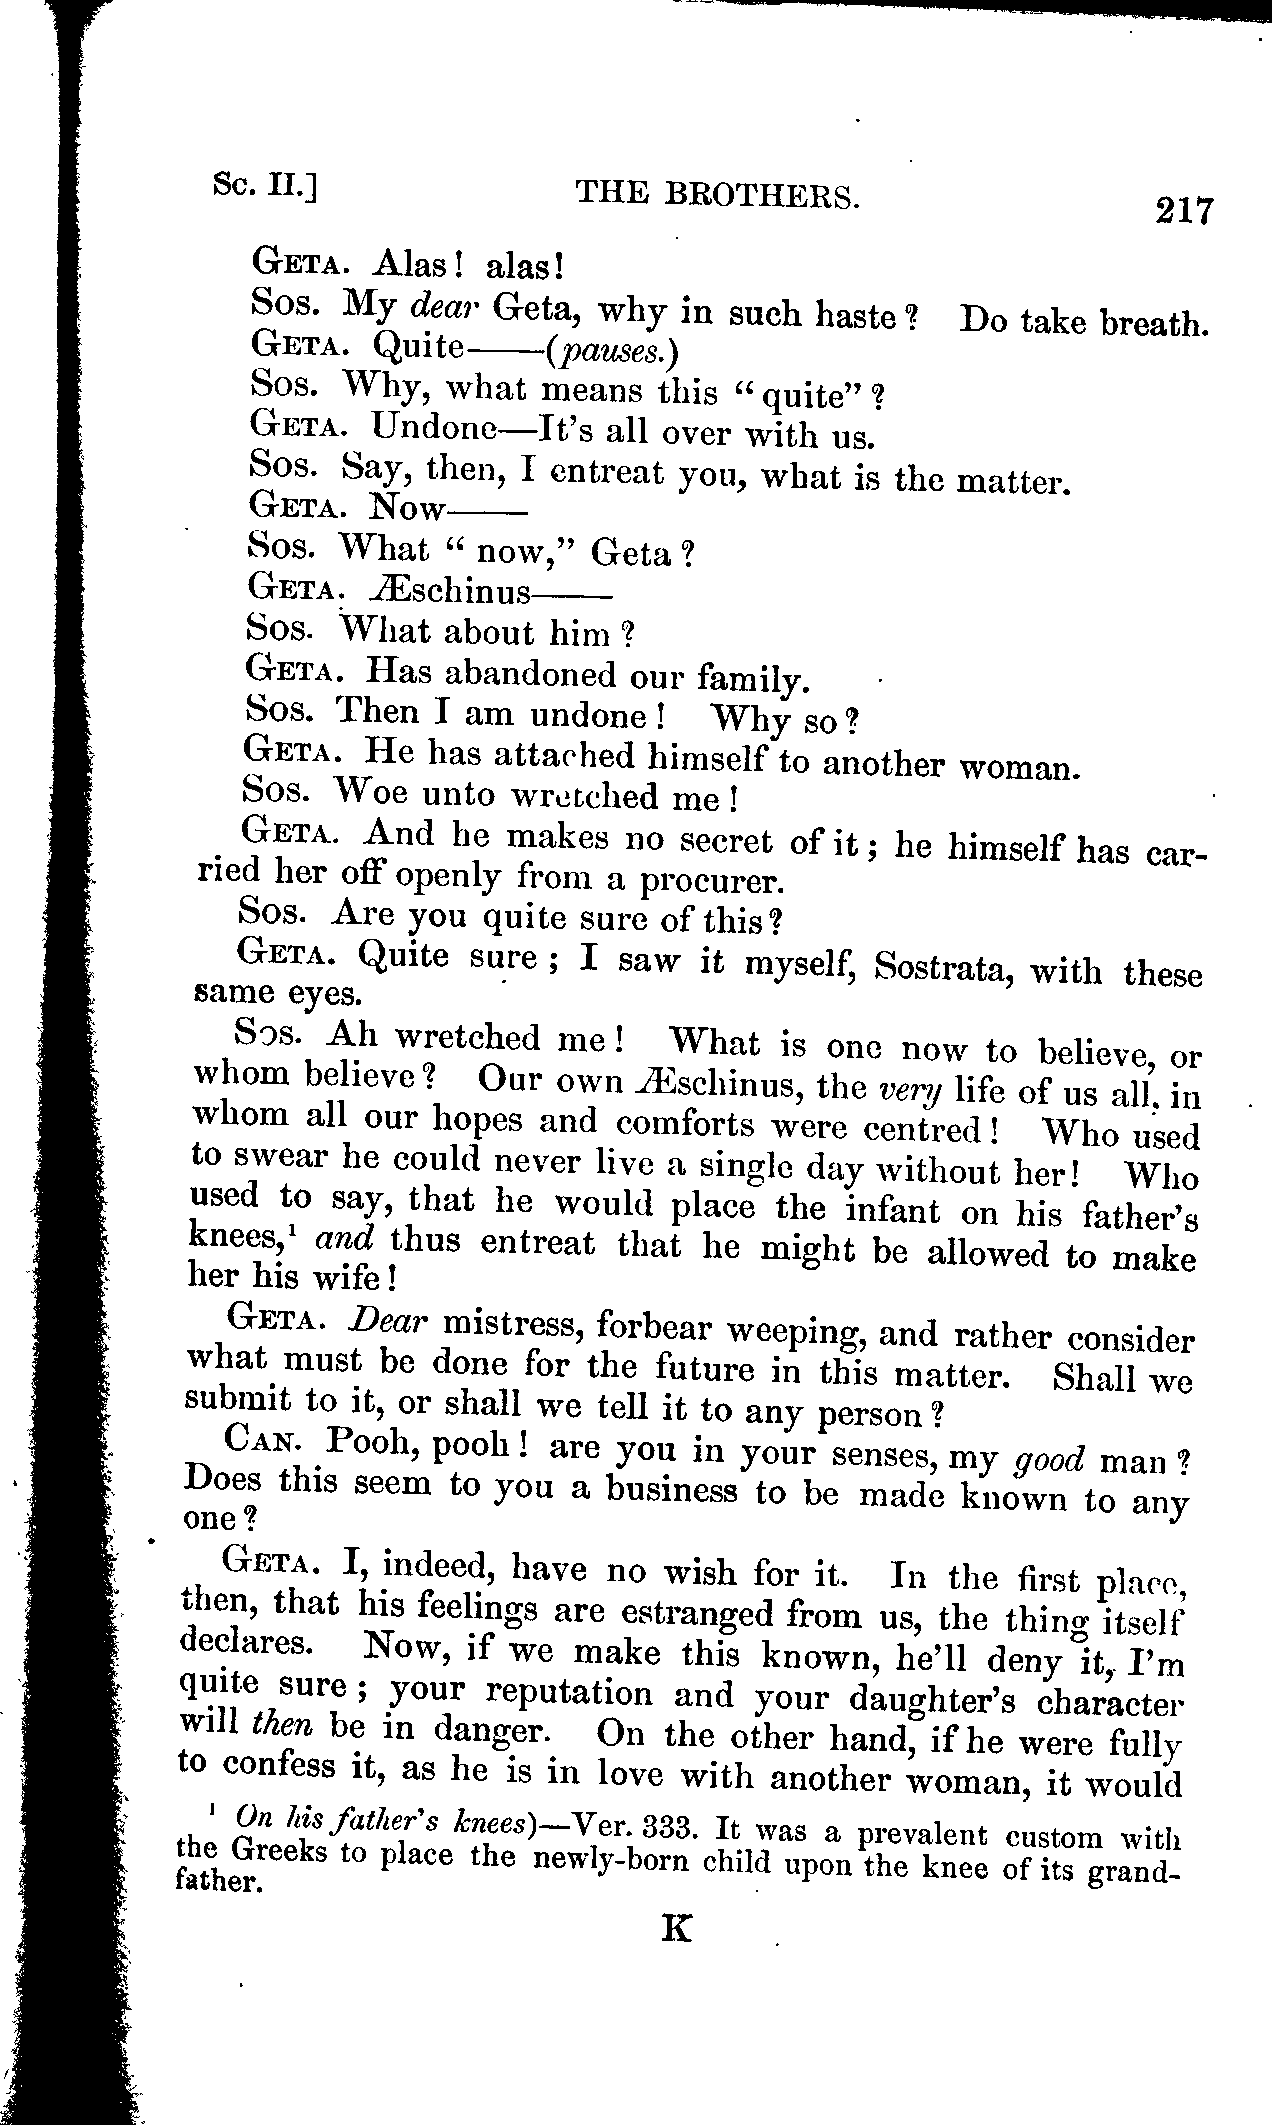 Sc. II.] THE BROTHERS. 217
GETA. Alas! alas!
Sos. My dear Geta, why in such haste? Do take breath.
GETA. Quite——(pauses.)
Sos. Why, what means this "quite"?
GETA. Undone—It's all over with us.
Sos. Say, then, I entreat you, what is the matter.
GETA. Now——
Sos. What "now," Geta?
GETA. Æschinus——
Sos. What about him?
GETA. Has abandoned our family.
Sos. Then I am undone! Why so?
GETA. He has attached himself to another woman.
Sos. Woe unto wretched me!
GETA. And he makes no secret of it; he himself has car-
ried her off openly from a procurer.
Sos. Are you quite sure of this?
GETA. Quite sure; I saw it myself, Sostrata, with these
same eyes.
Sos. Ah wretched me! What is one now to believe, or
whom believe? Our own Æschinus, the very life of us all, in
whom all our hopes and comforts were centred! Who used
to swear he could never live a single day without her! Who
used to say, that he would place the infant on his father's
knees,¹ and thus entreat that he might be allowed to make
her his wife!
GETA. Dear mistress, forbear weeping, and rather consider
what must be done for the future in this matter. Shall we
submit to it, or shall we tell it to any person?
CAN. Pooh, pooh! are you in your senses, my good man?
Does this seem to you a business to be made known to any
one?
GETA. I, indeed, have no wish for it. In the first place,
then, that his feelings are estranged from us, the thing itself
declares. Now, if we make this known, he'll deny it, I'm
quite sure; your reputation and your daughter's character
will then be in danger. On the other hand, if he were fully
to confess it, as he is in love with another woman, it would
¹ On his father's knees)—Ver. 333. It was a prevalent custom with
the Greeks to place the newly-born child upon the knee of its grand-
father.
K